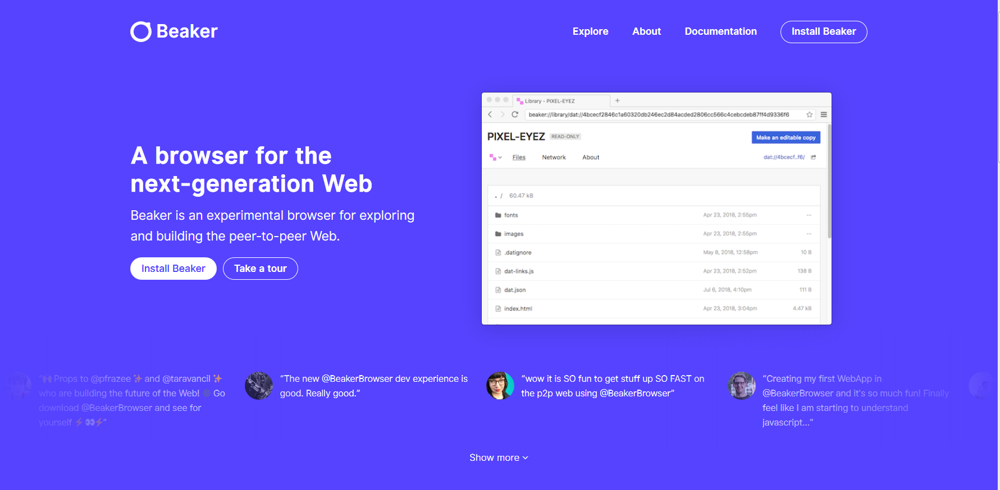 Beaker
Explore
About
Documentation
Install Beaker
A browser for the
next-generation Web
Beaker is an experimental browser for exploring
and building the peer-to-peer Web.
Install Beaker
Take a tour
Library - PIXEL-EYEZ
beaker://library/dat://4bcecf2846c1a60320db246ec2d84acded2806cc566c4cebcdeb87ff4d9336f6
PIXEL-EYEZ READ-ONLY
Make an editable copy
Files Network About
dat://4bcecf..f6/
. / 60.47 kB
fonts Apr 23, 2018, 2:55pm --
images Apr 23, 2018, 2:55pm --
.datignore May 8, 2018, 12:58pm 10 B
dat-links.js Apr 23, 2018, 2:52pm 138 B
dat.json Jul 6, 2018, 4:10pm 111 B
index.html Apr 23, 2018, 3:04pm 4.47 kB
“🙌 Props to @pfrazee ✨ and @taravancil ✨
who are building the future of the Web! 🕸 Go
download @BeakerBrowser and see for
yourself ⚡👀⚡”
“The new @BeakerBrowser dev experience is
good. Really good.”
“wow it is SO fun to get stuff up SO FAST on
the p2p web using @BeakerBrowser”
“Creating my first WebApp in
@BeakerBrowser and it's so much fun! Finally
feel like I am starting to understand
javascript...”
Show more